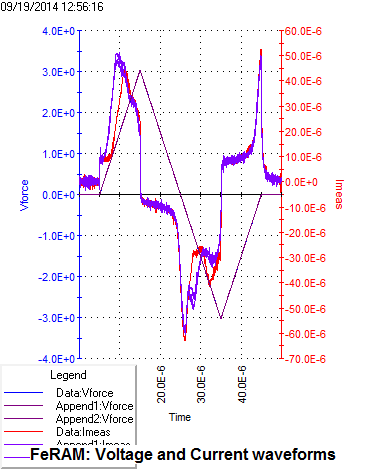 09/19/2014 12:56:16
4.0E+0
3.0E+0
2.0E+0
1.0E+0
0.0E+0
-1.0E+0
-2.0E+0
-3.0E+0
-4.0E+0
Vforce
60.0E-6
50.0E-6
40.0E-6
30.0E-6
20.0E-6
10.0E-6
0.0E+0
-10.0E-6
-20.0E-6
-30.0E-6
-40.0E-6
-50.0E-6
-60.0E-6
-70.0E-6
Imeas
20.0E-6
30.0E-6
40.0E-6
Time
Legend
Data:Vforce
Append1:Vforce
Append2:Vforce
Data:Imeas
Append1:Imeas
FeRAM: Voltage and Current waveforms